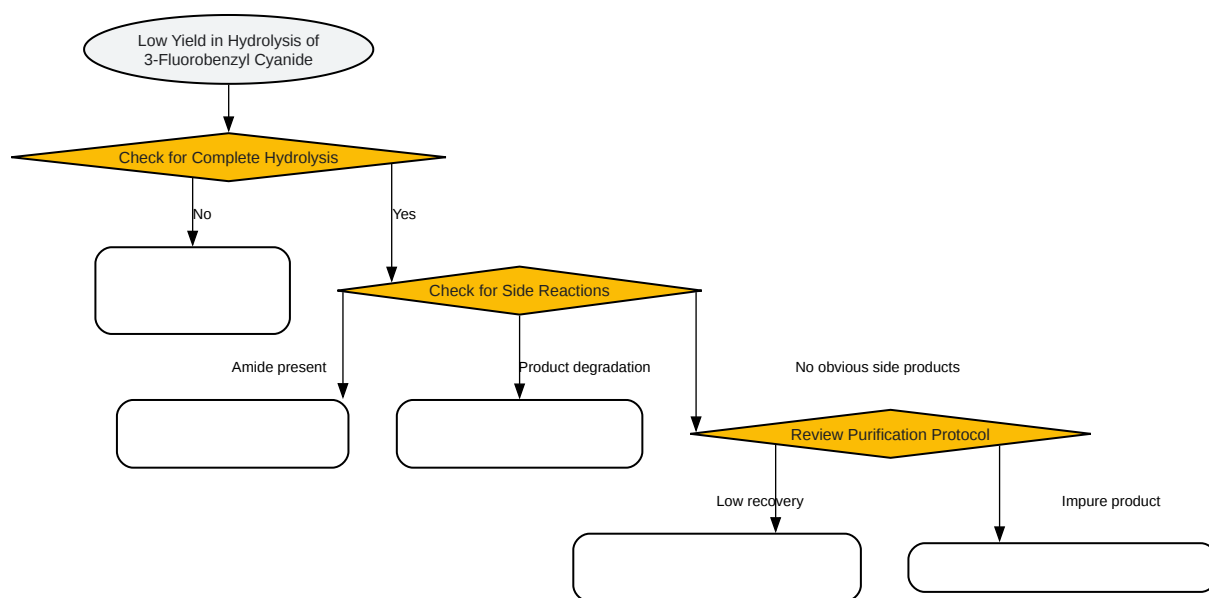 Low Yield in Hydrolysis of
3-Fluorobenzyl Cyanide
Check for Complete Hydrolysis
No
Yes
Check for Side Reactions
Amide present
Product degradation
No obvious side products
Review Purification Protocol
Low recovery
Impure product